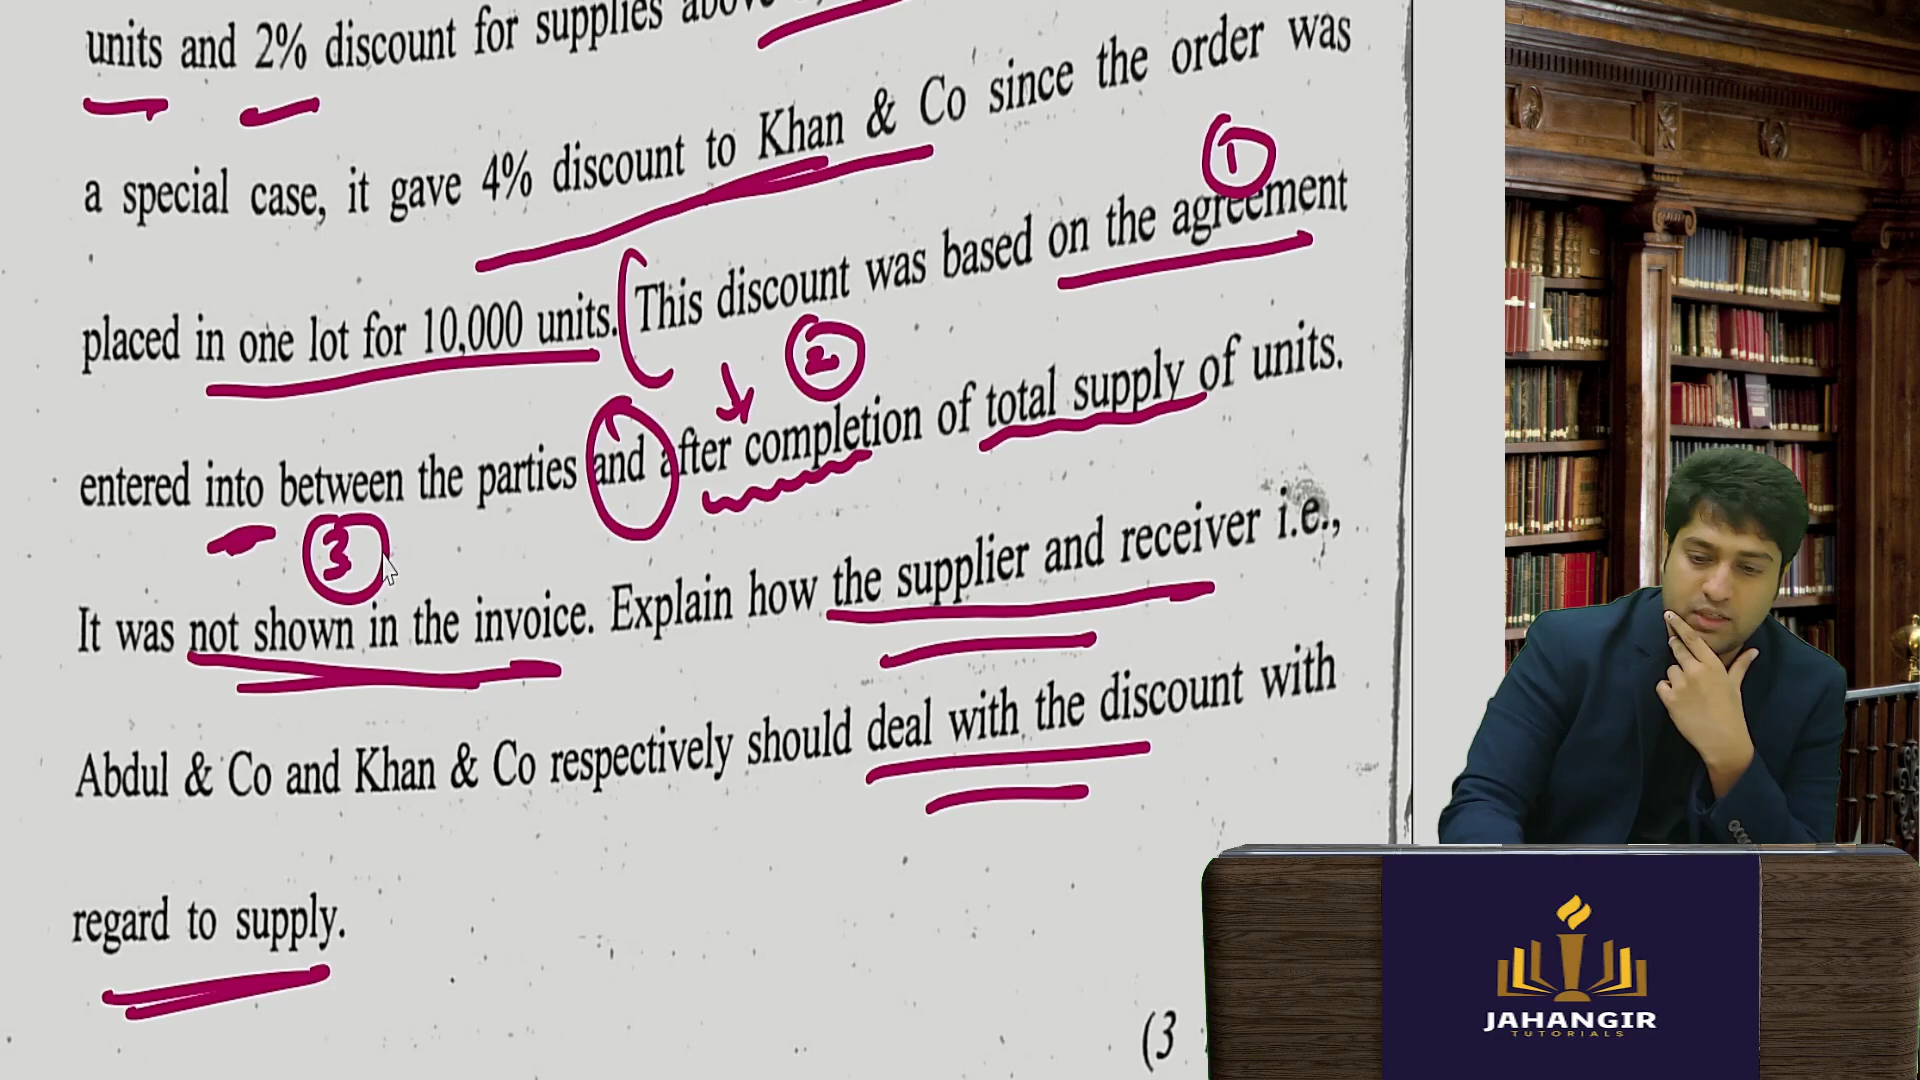 units and 2% discount for supplies above
a special case, it gave 4% discount to Khan & Co since the order was
placed in one lot for 10,000 units. This discount was based on the agreement
entered into between the parties and after completion of total supply of units.
It was not shown in the invoice. Explain how the supplier and receiver i.e.,
Abdul & Co and Khan & Co respectively should deal with the discount with
regard to supply.
(3
1
2
3
JAHANGIR
TUTORIALS